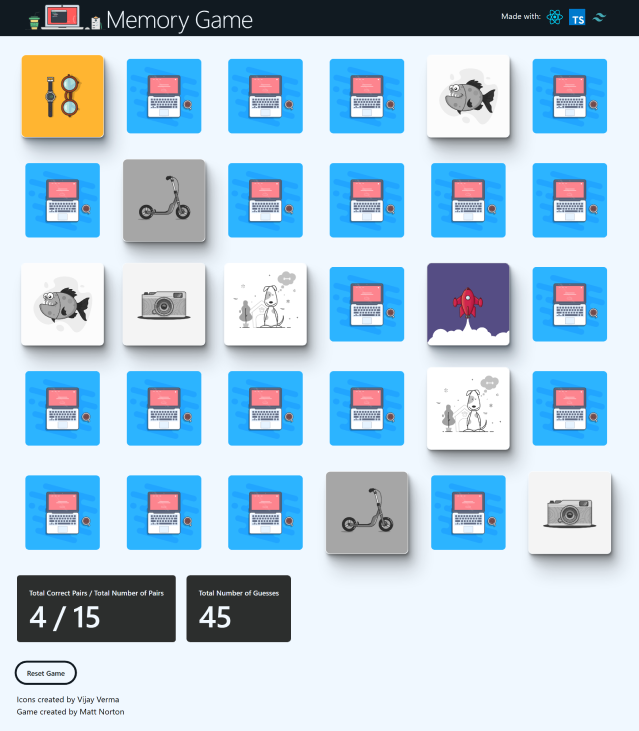 Memory Game
Made with:
TS
Total Correct Pairs / Total Number of Pairs
4 / 15
Total Number of Guesses
45
Reset Game
Icons created by Vijay Verma
Game created by Matt Norton